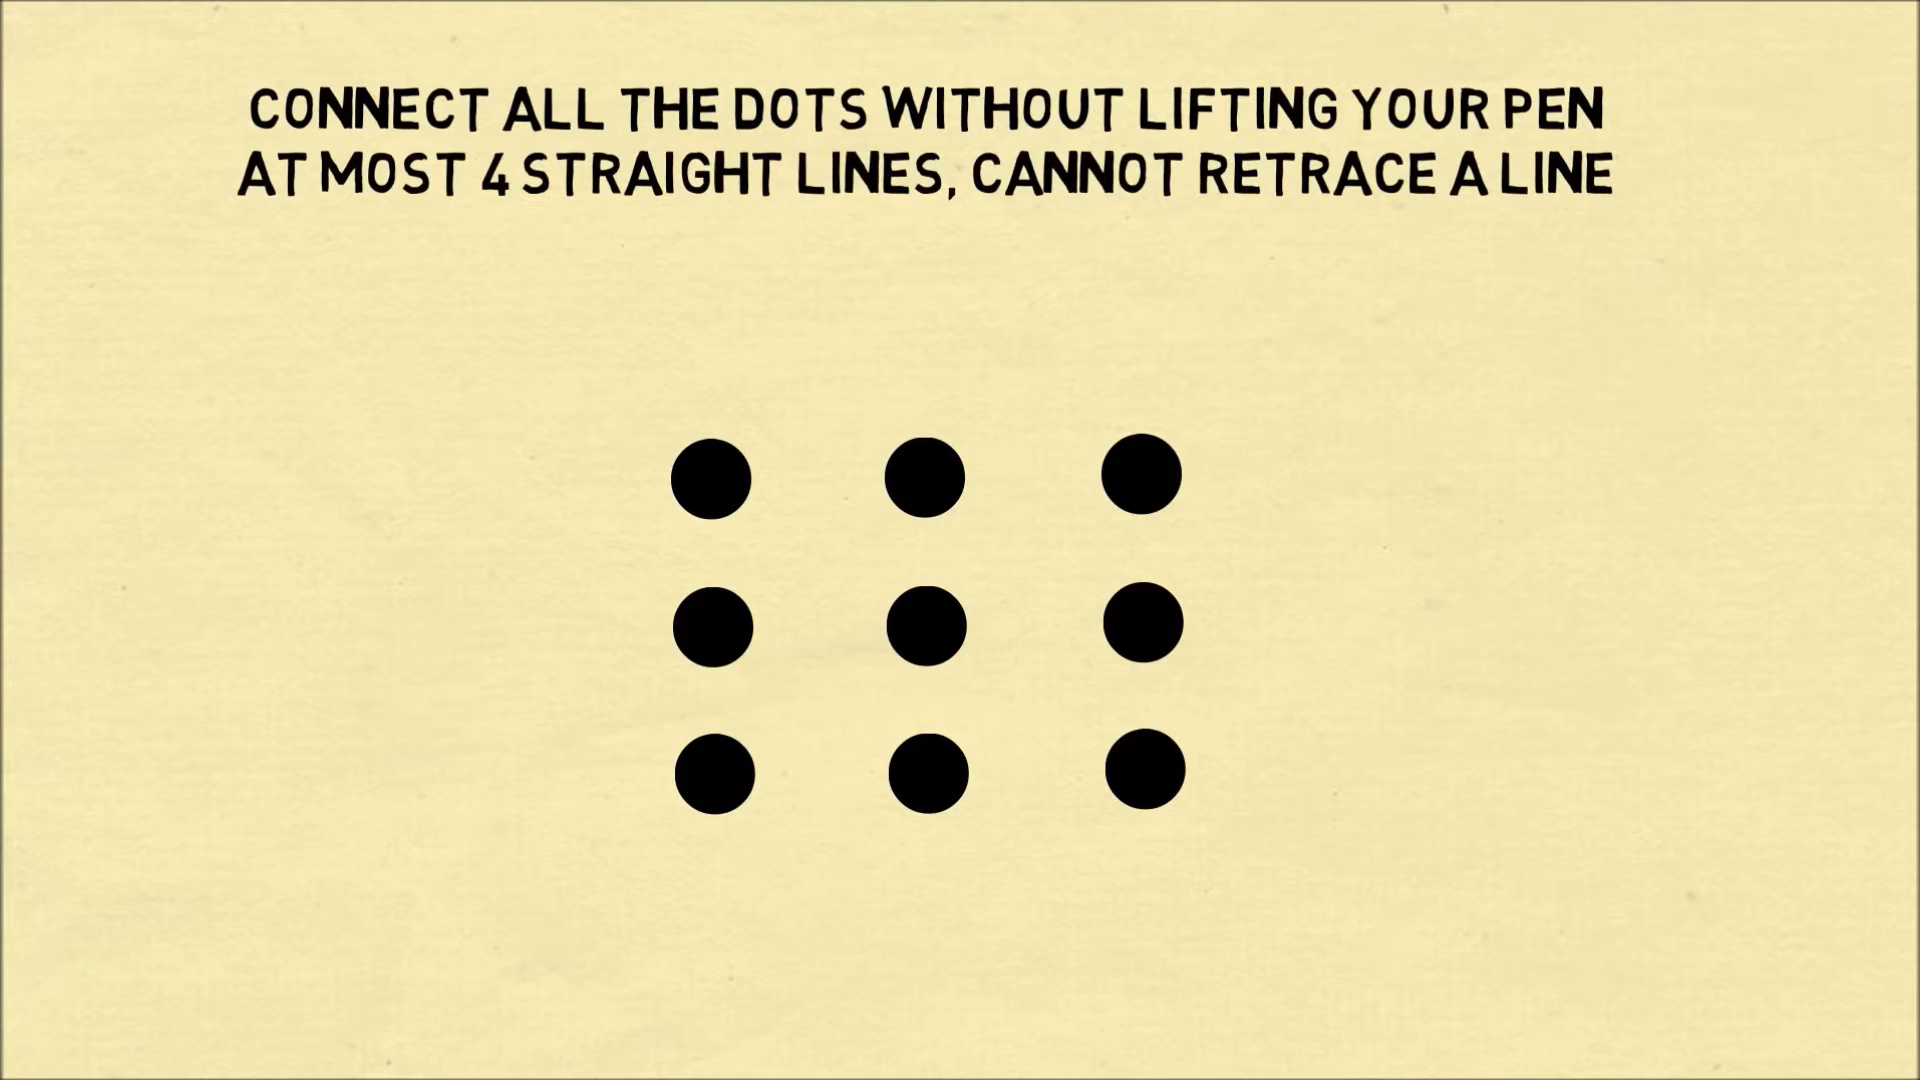 CONNECT ALL THE DOTS WITHOUT LIFTING YOUR PEN
AT MOST 4 STRAIGHT LINES, CANNOT RETRACE A LINE